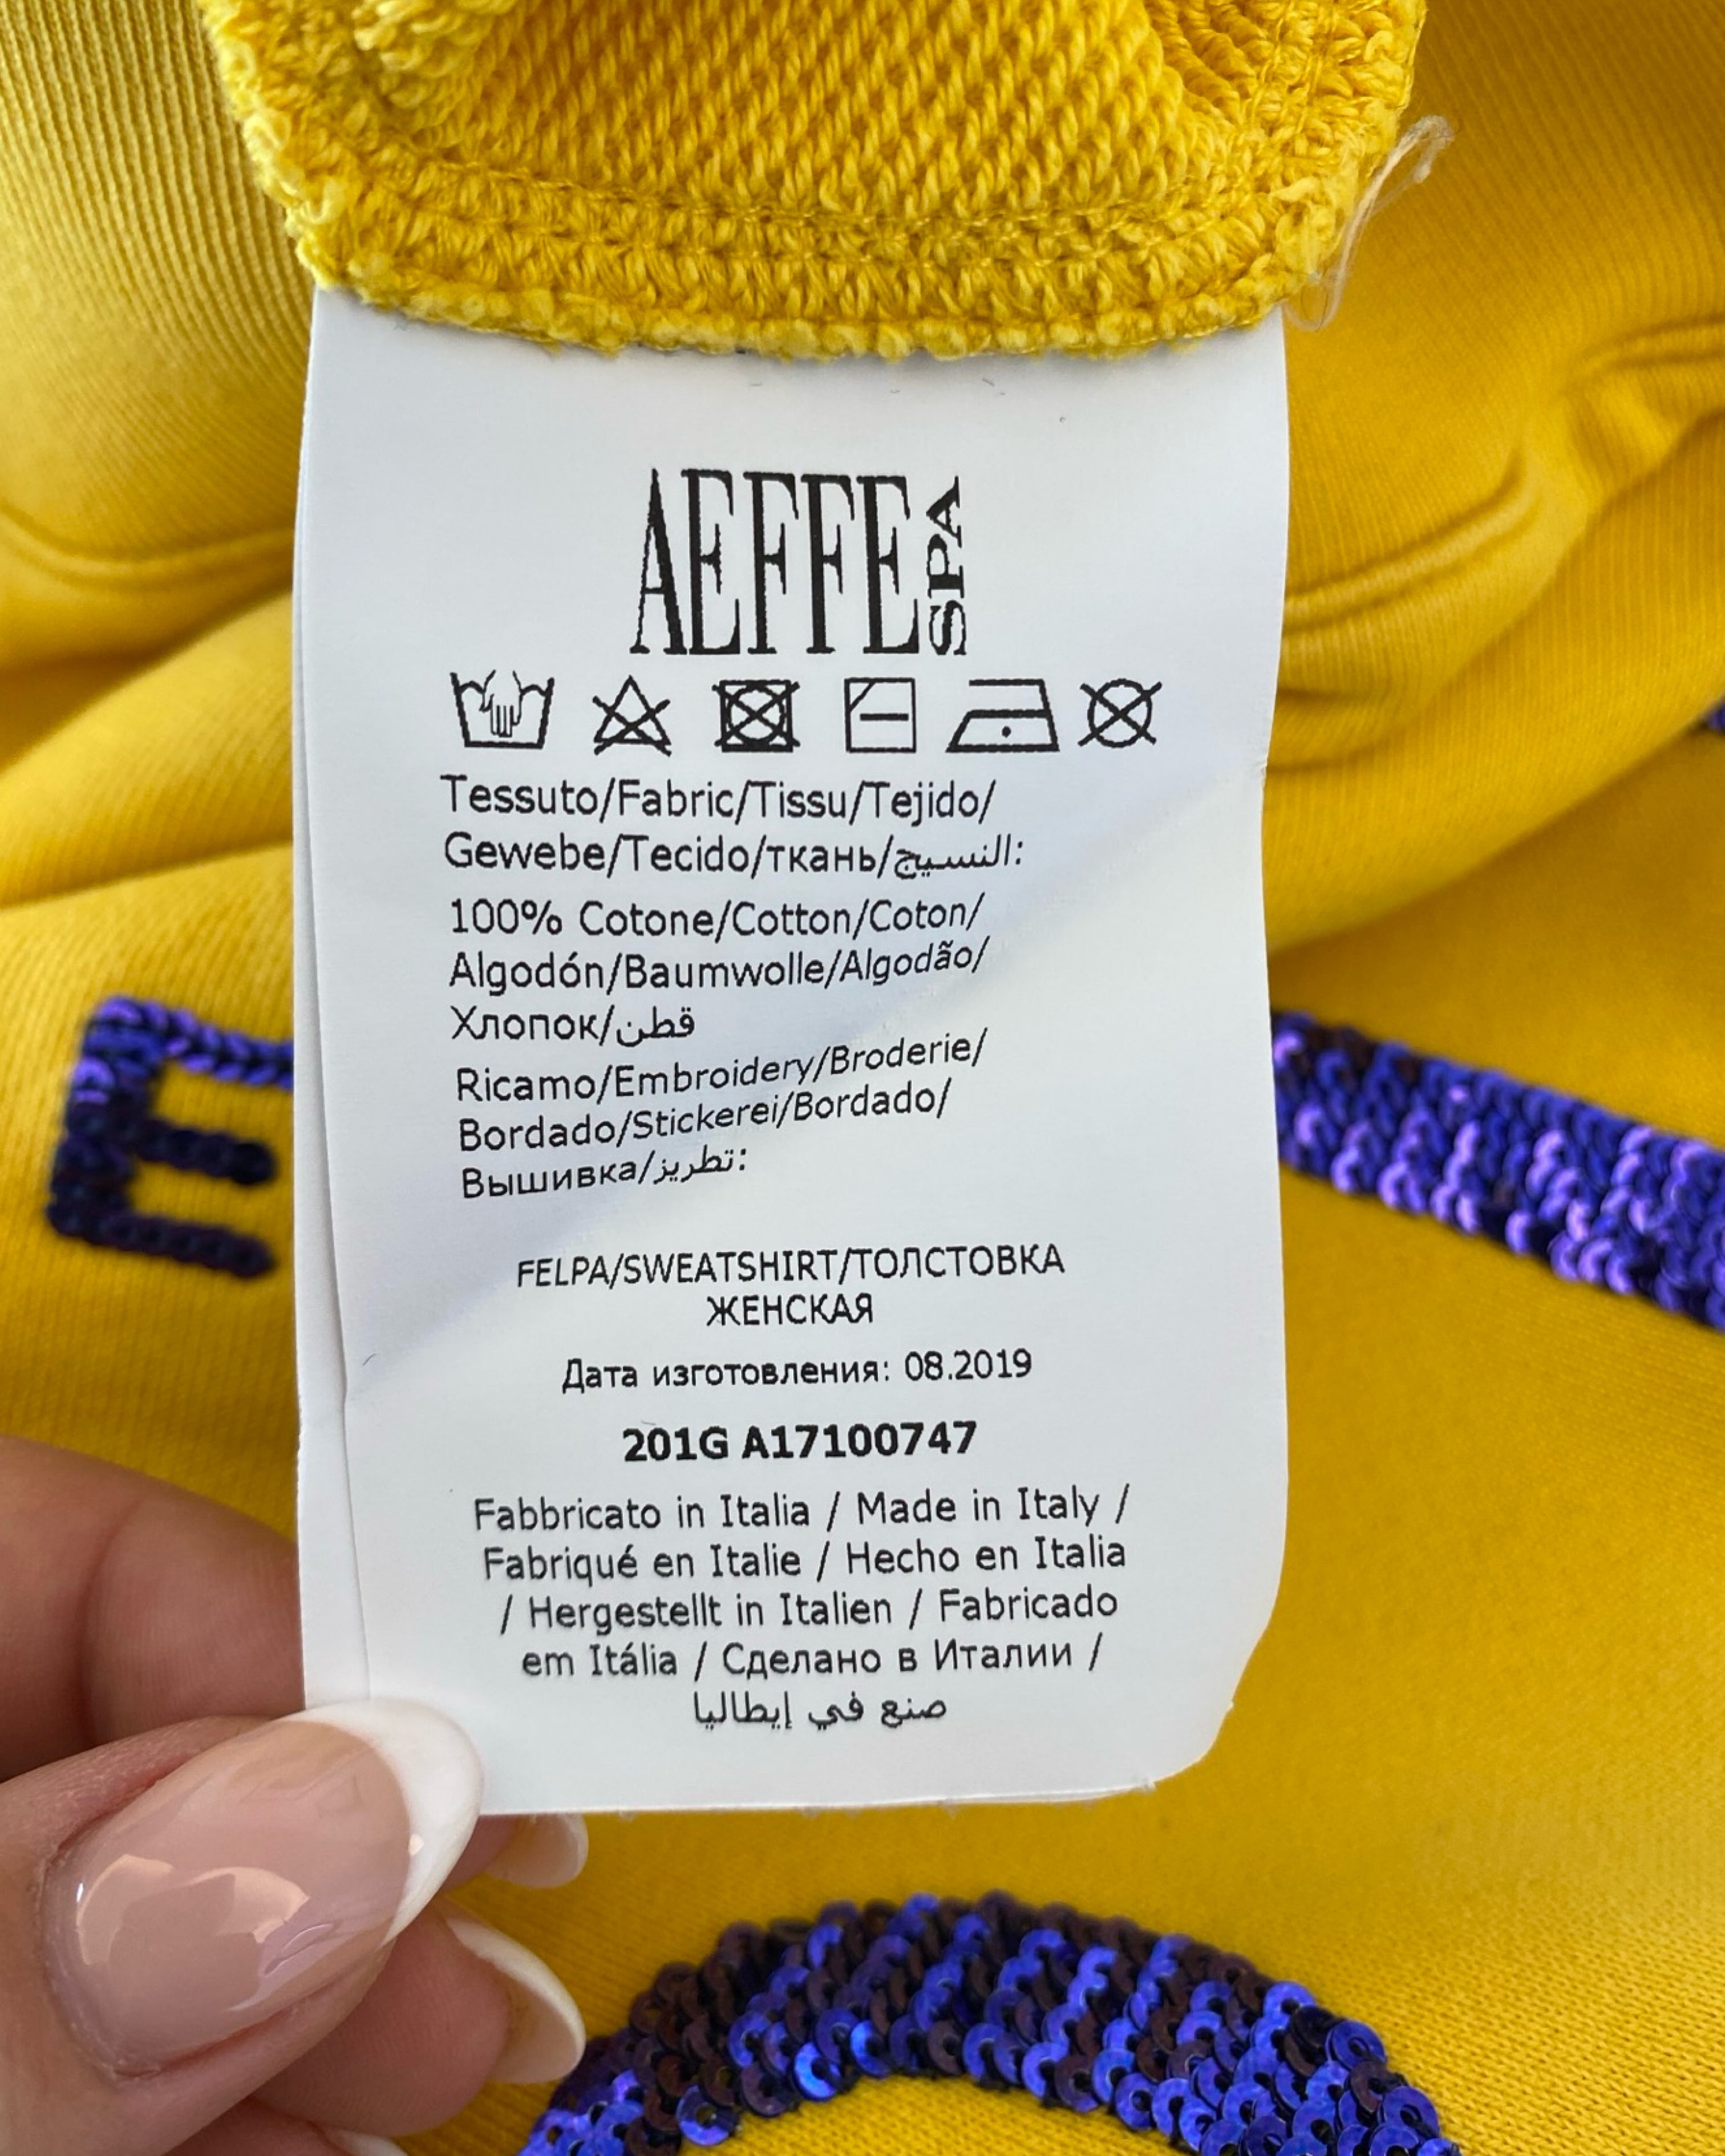 AEFFE SPA
Tessuto/Fabric/Tissu/Tejido/
Gewebe/Tecido/ткань/النسيج:
100% Cotone/Cotton/Coton/
Algodón/Baumwolle/Algodão/
Хлопок/قطن
Ricamo/Embroidery/Broderie/
Bordado/Stickerei/Bordado/
Вышивка/تطريز:
FELPA/SWEATSHIRT/ТОЛСТОВКА
ЖЕНСКАЯ
Дата изготовления: 08.2019
201G A17100747
Fabbricato in Italia / Made in Italy /
Fabriqué en Italie / Hecho en Italia
/ Hergestellt in Italien / Fabricado
em Itália / Сделано в Италии /
صنع في إيطاليا